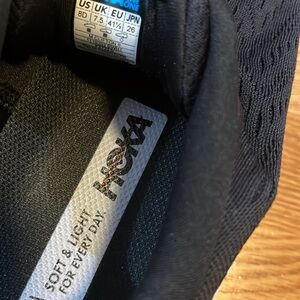 US UK EU JPN
8D 7.5 41⅓ 26
HOKA
SOFT & LIGHT
FOR EVERY DAY.